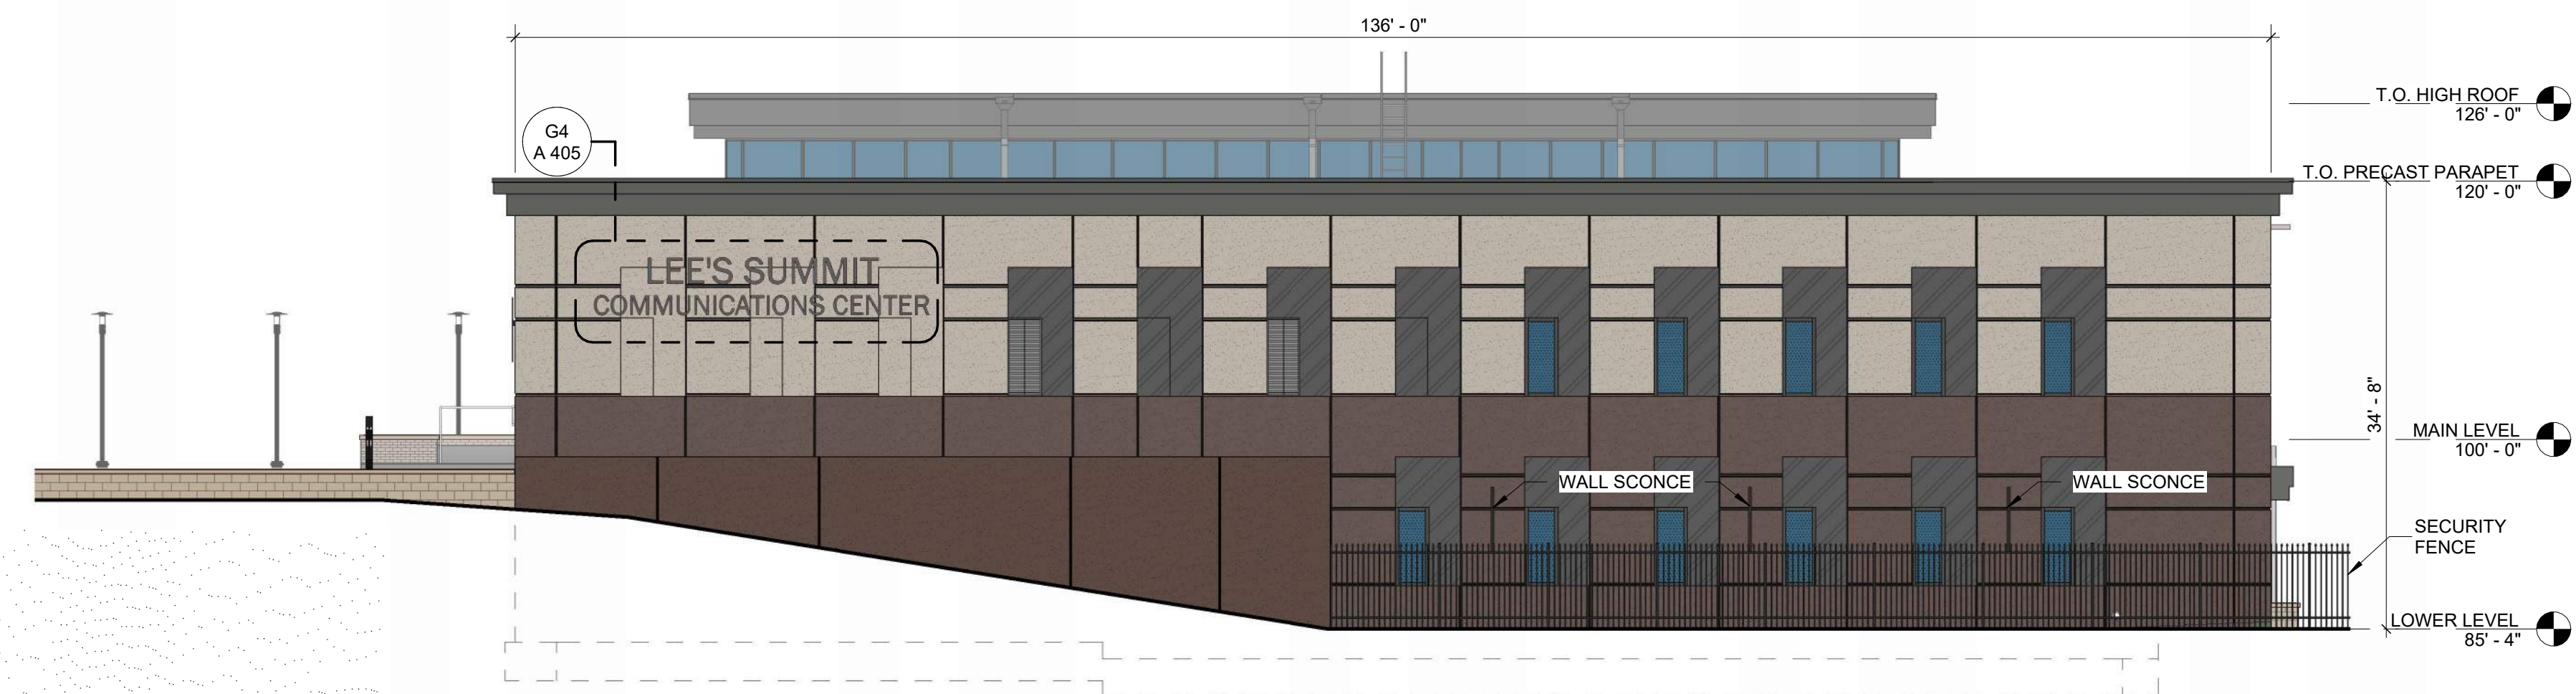 136' - 0"
G4
A 405
T.O. HIGH ROOF
126' - 0"
T.O. PRECAST PARAPET
120' - 0"
LEE'S SUMMIT
COMMUNICATIONS CENTER
34' - 8"
MAIN LEVEL
100' - 0"
WALL SCONCE
WALL SCONCE
SECURITY
FENCE
LOWER LEVEL
85' - 4"